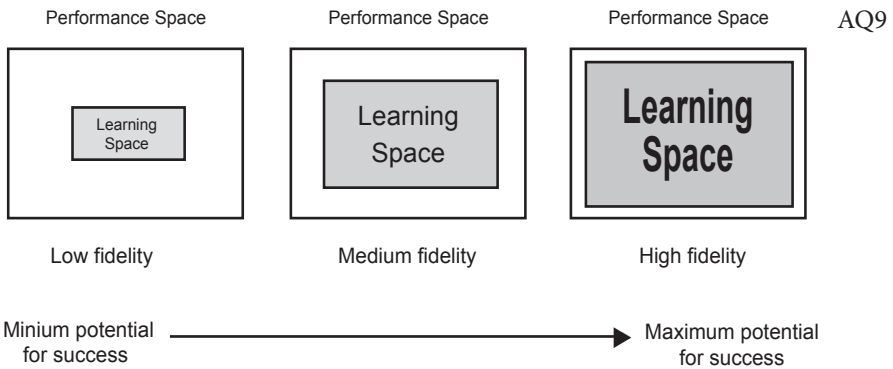 Performance Space
Performance Space
Performance Space
AQ9
Learning
Space
Learning
Space
Learning
Space
Low fidelity
Medium fidelity
High fidelity
Minium potential
for success
Maximum potential
for success